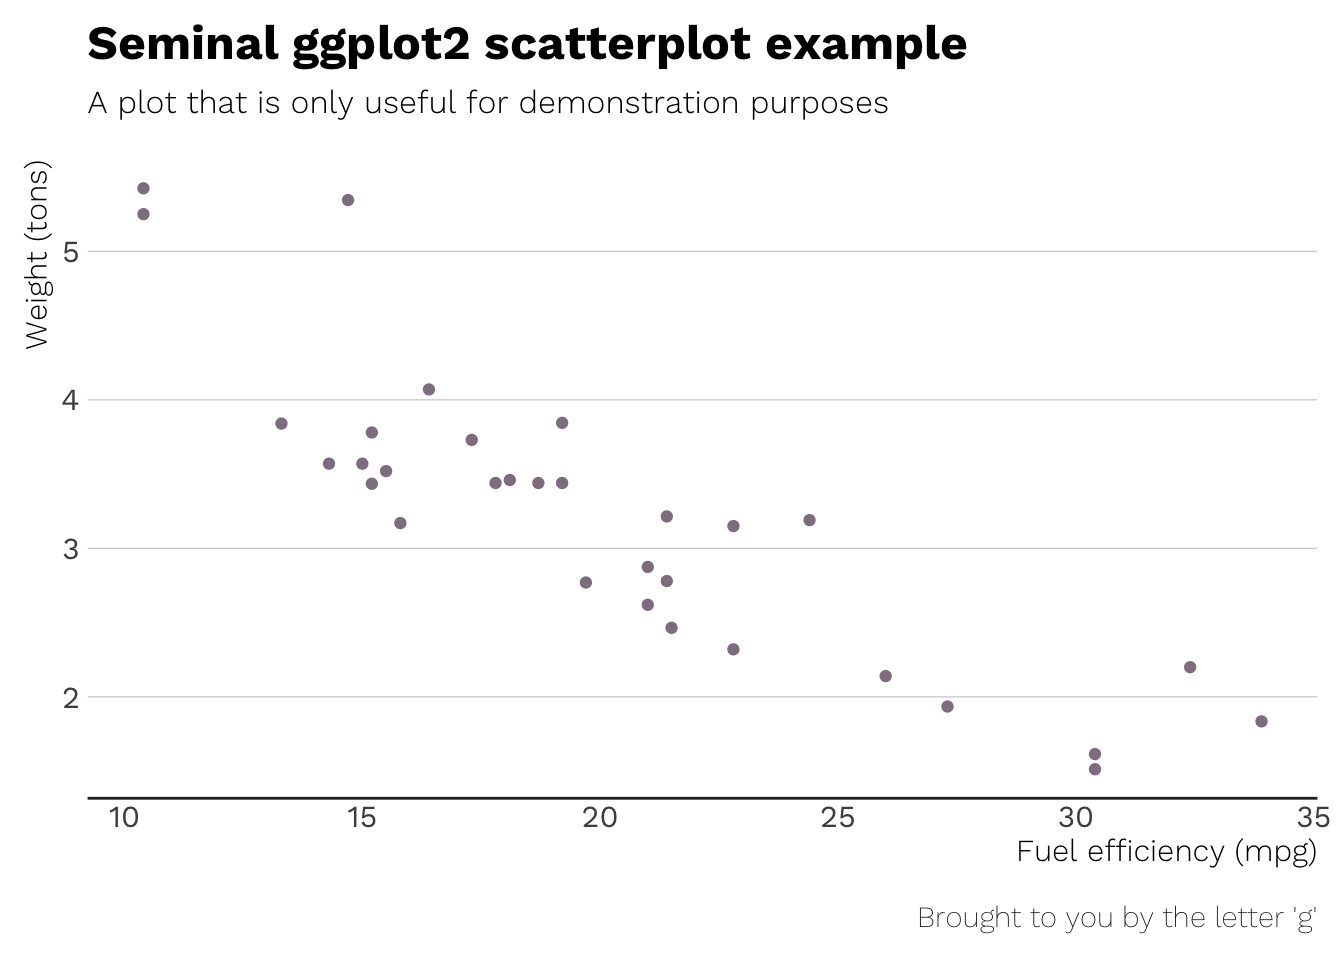 Seminal ggplot2 scatterplot example
A plot that is only useful for demonstration purposes
Weight (tons)
5
4
3
2
10 15 20 25 30 35
Fuel efficiency (mpg)
Brought to you by the letter 'g'